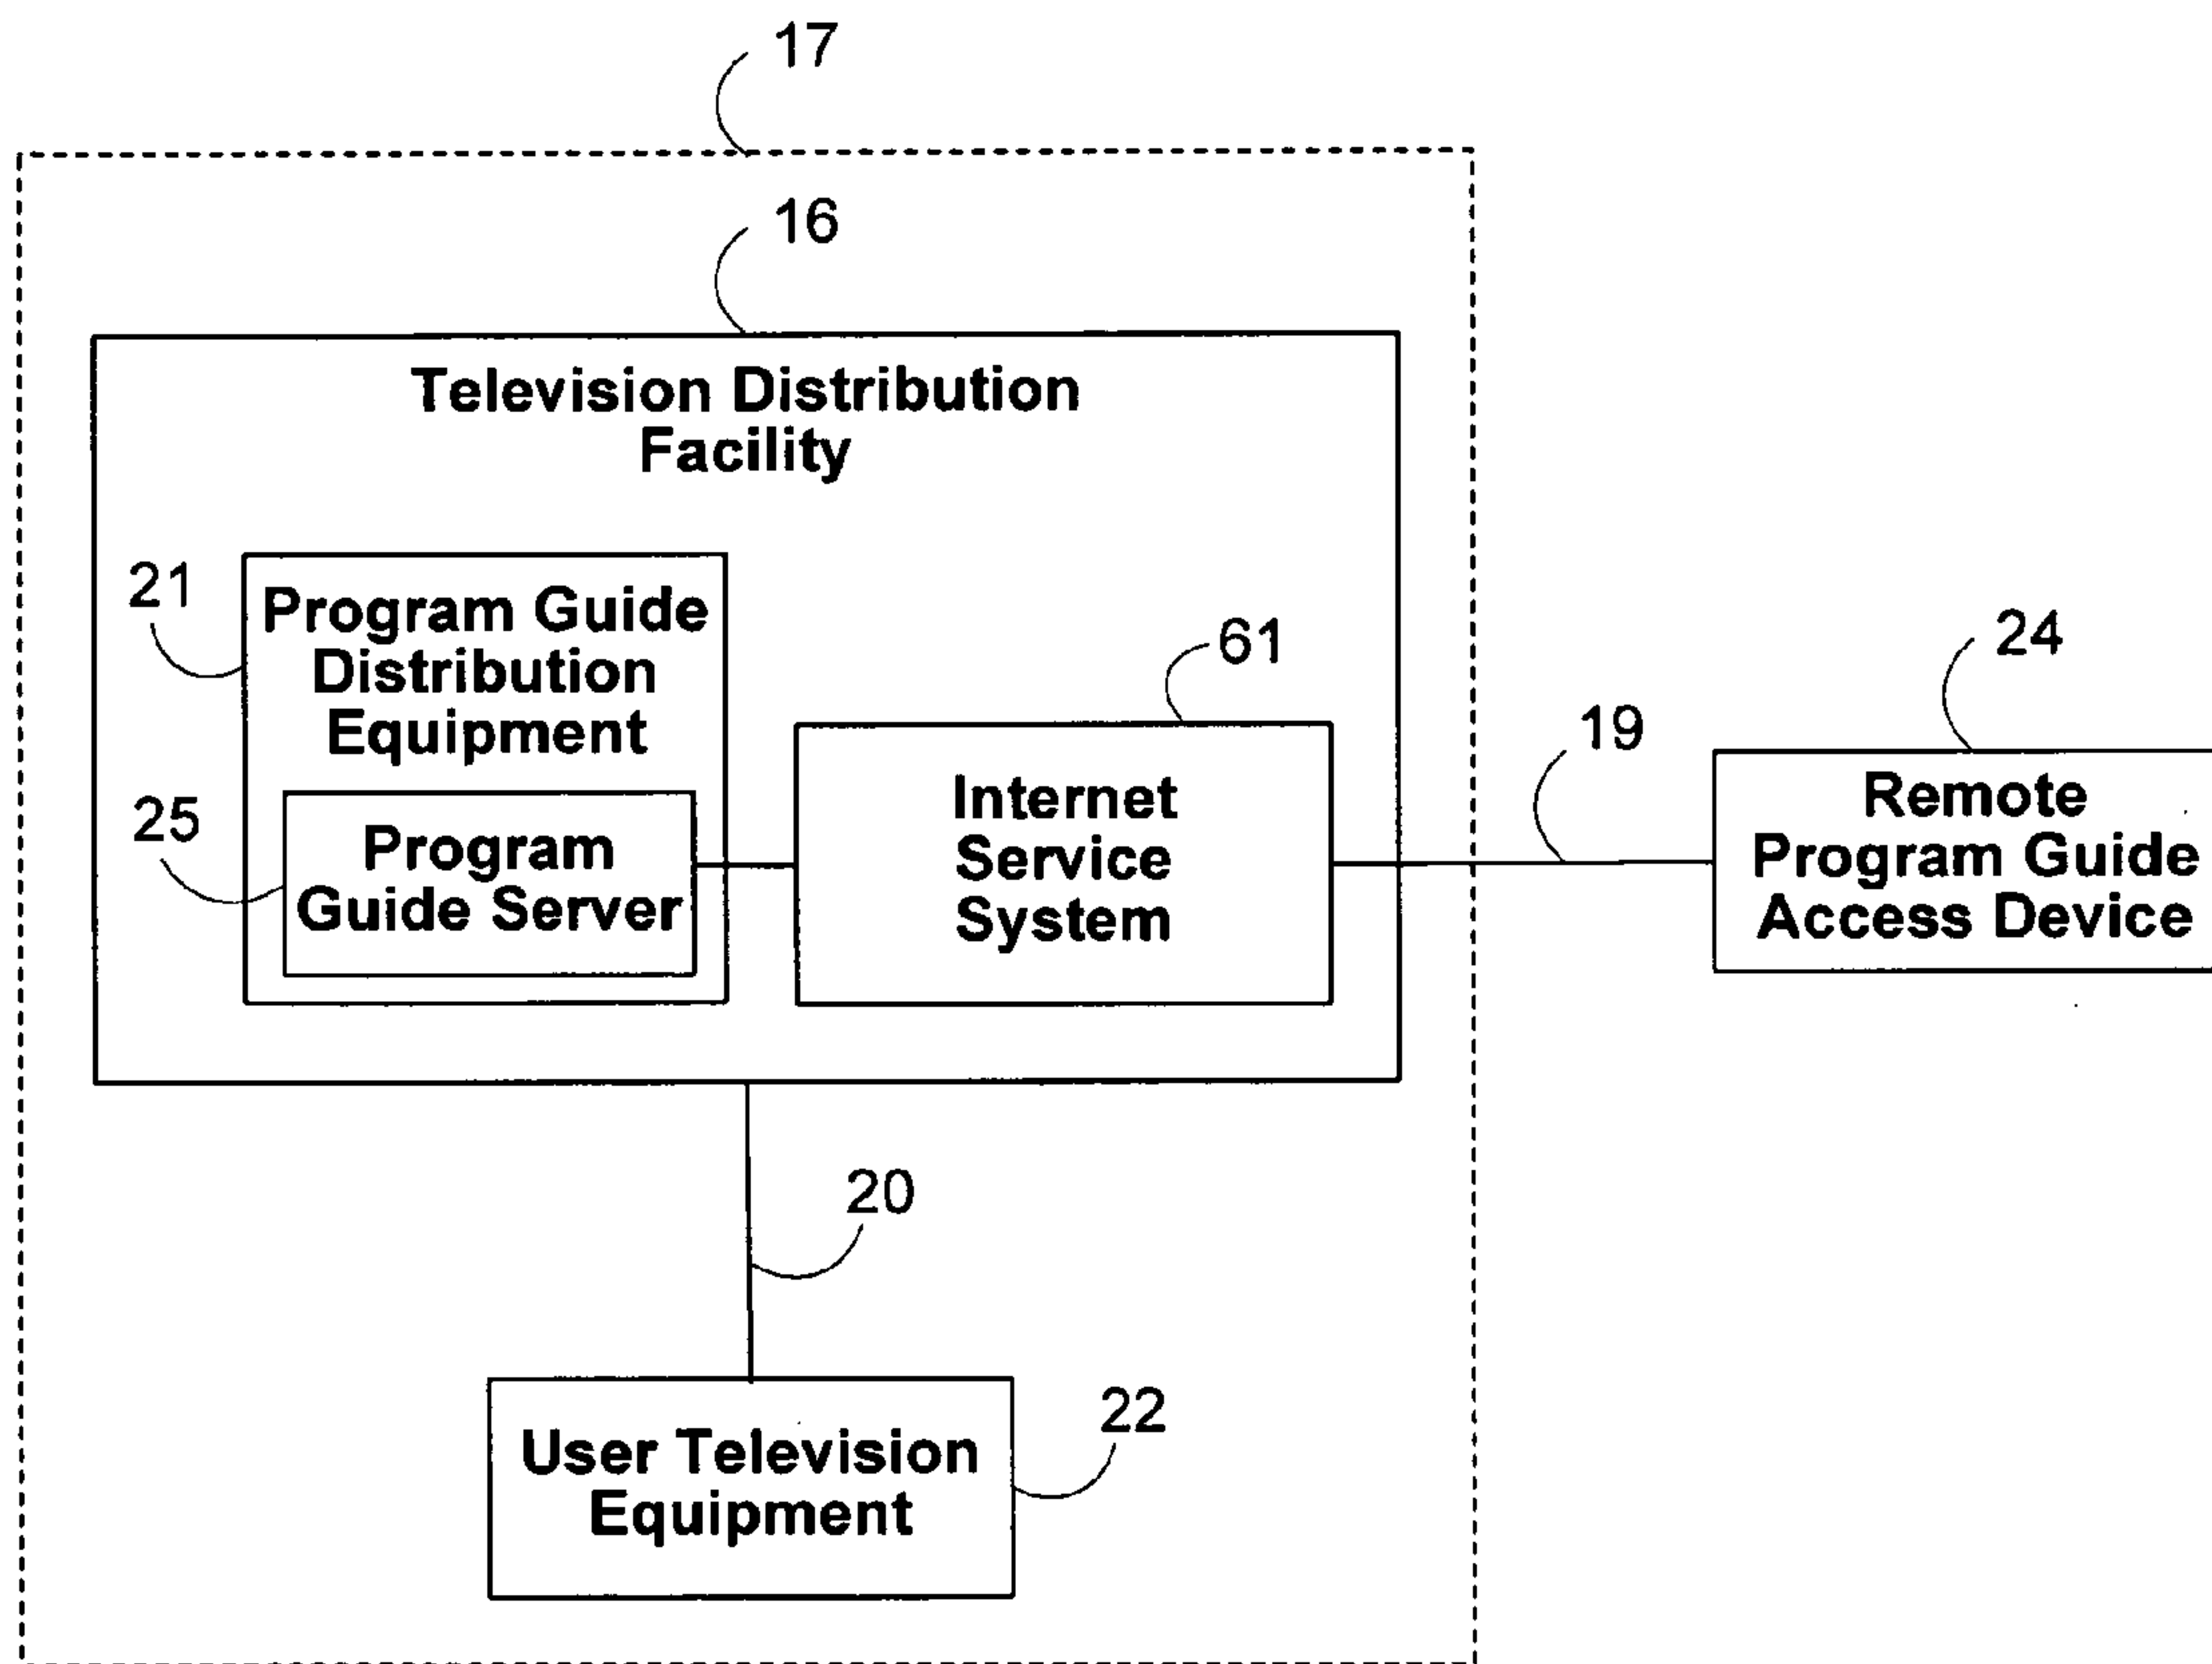 17
16
Television Distribution
Facility
21
Program Guide
Distribution
Equipment
25
Program
Guide Server
61
Internet
Service
System
19
24
Remote
Program Guide
Access Device
20
22
User Television
Equipment